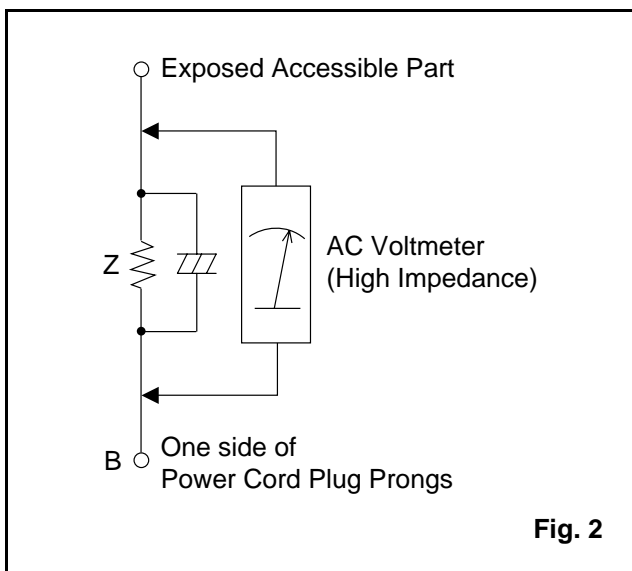 Exposed Accessible Part
Z
AC Voltmeter
(High Impedance)
B
One side of
Power Cord Plug Prongs
Fig. 2